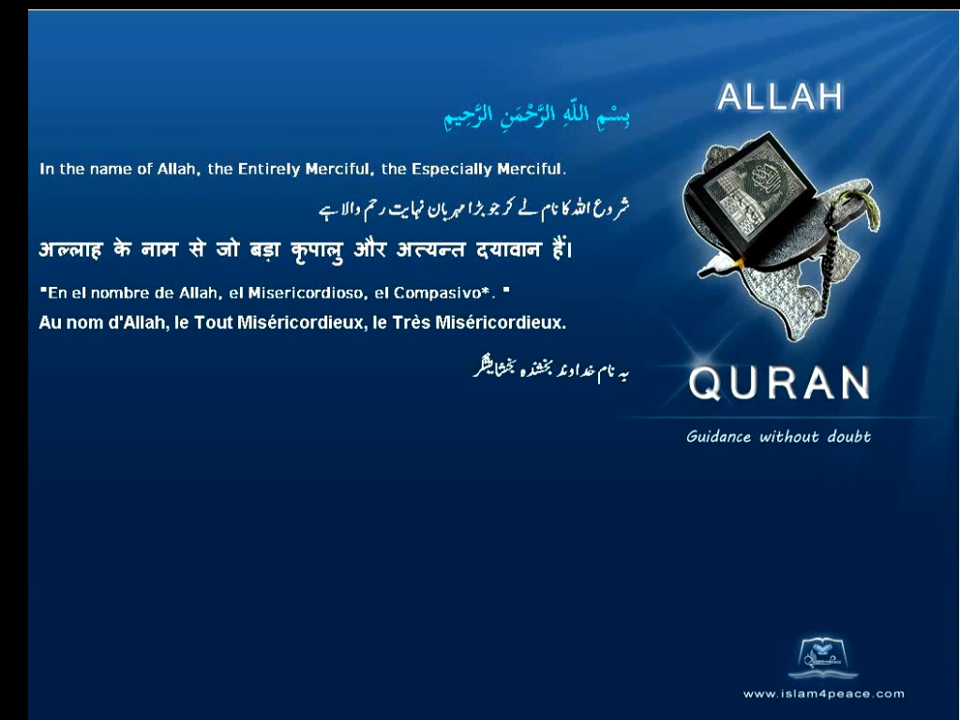 بِسْمِ اللّهِ الرَّحْمَنِ الرَّحِيمِ
In the name of Allah, the Entirely Merciful, the Especially Merciful.
شروع الله کا نام لے کر جو بڑا مہربان نہایت رحم والا ہے
अल्लाह के नाम से जो बड़ा कृपालु और अत्यन्त दयावान हैं।
"En el nombre de Allah, el Misericordioso, el Compasivo*. "
Au nom d'Allah, le Tout Miséricordieux, le Très Miséricordieux.
به نام خداوند بخشنده بخشایشگر
ALLAH
QURAN
Guidance without doubt
www.islam4peace.com